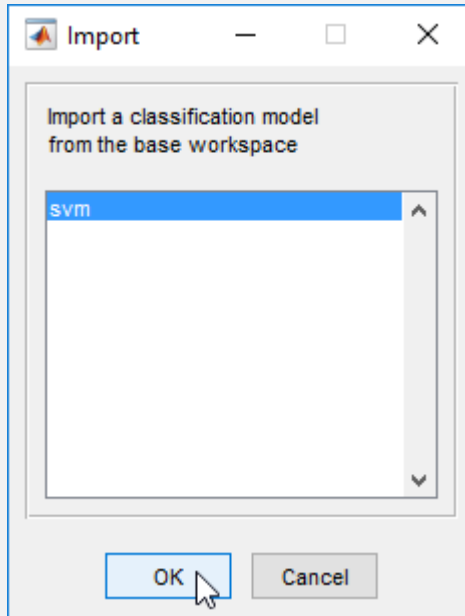 Import
Import a classification model
from the base workspace
svm
OK
Cancel